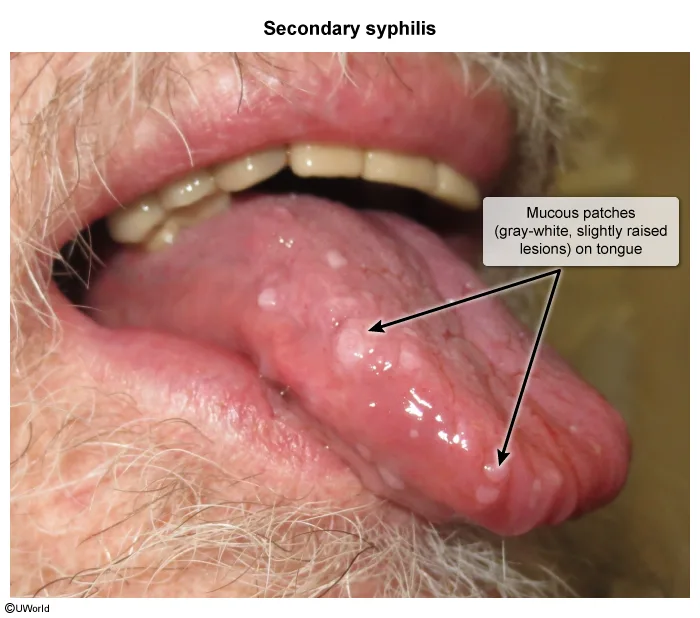 Secondary syphilis
Mucous patches
(gray-white, slightly raised
lesions) on tongue
©UWorld